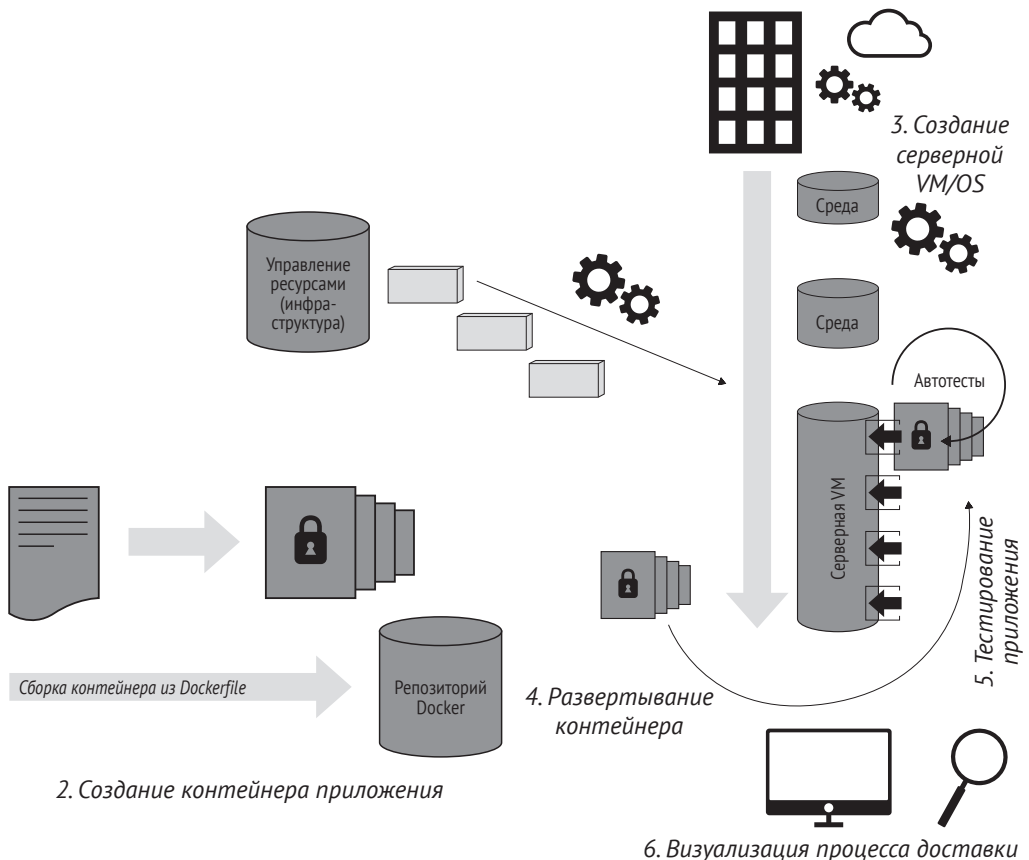 3. Создание
серверной
VM/OS
Среда
Управление
ресурсами
(инфра-
структура)
Среда
Автотесты
Серверная VM
5. Тестирование
приложения
Сборка контейнера из Dockerfile
Репозиторий
Docker
4. Развертывание
контейнера
2. Создание контейнера приложения
6. Визуализация процесса доставки